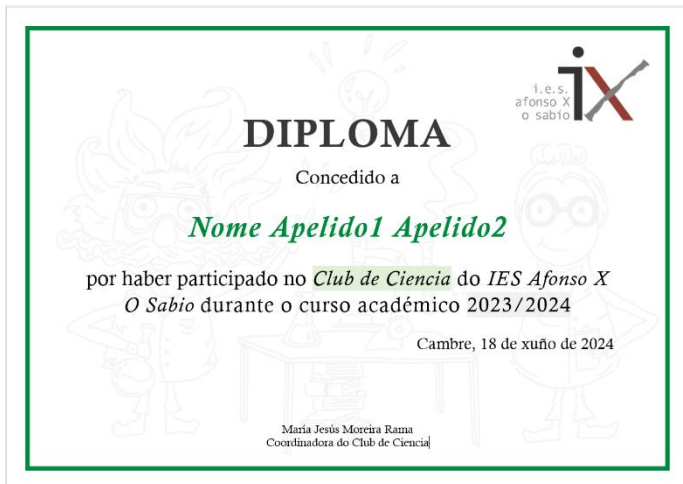 i.e.s.
afonso X
o sabio
DIPLOMA
Concedido a
Nome Apelido1 Apelido2
por haber participado no Club de Ciencia do IES Afonso X
O Sabio durante o curso académico 2023/2024
Cambre, 18 de xuño de 2024
María Jesús Moreira Rama
Coordinadora do Club de Ciencia